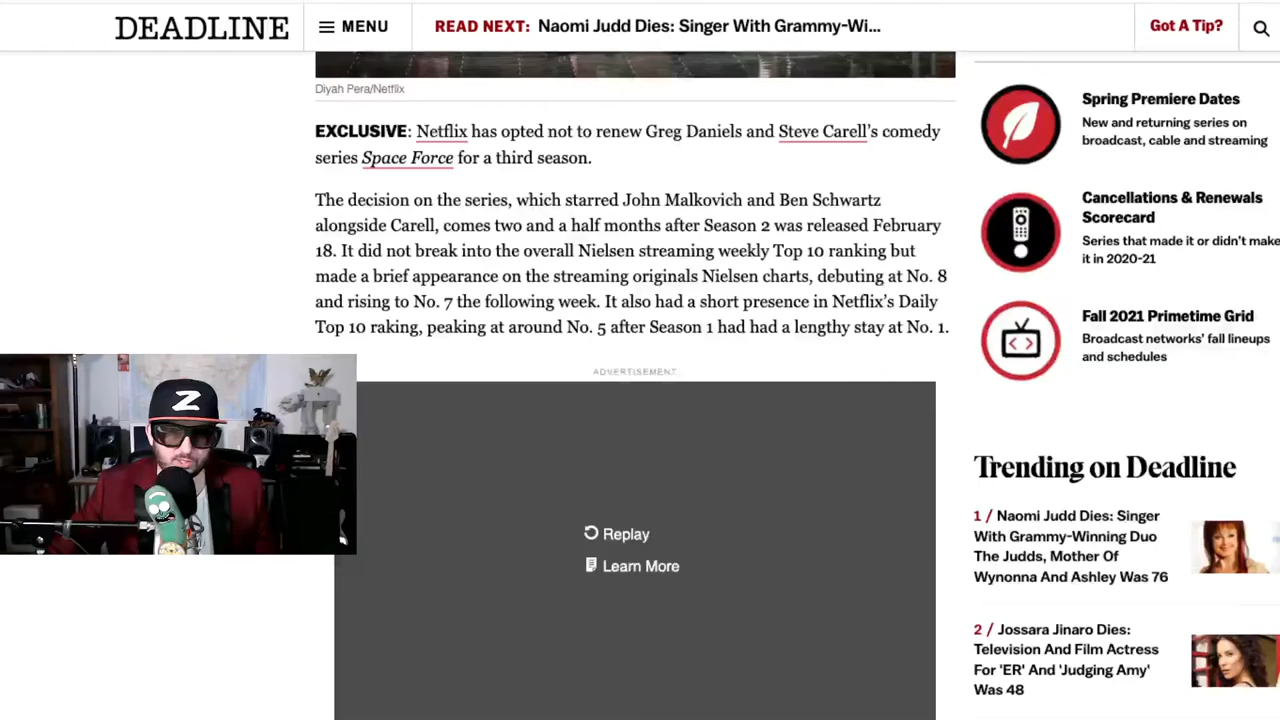 DEADLINE
MENU
READ NEXT: Naomi Judd Dies: Singer With Grammy-Wi...
Got A Tip?
Diyah Pera/Netflix
EXCLUSIVE: Netflix has opted not to renew Greg Daniels and Steve Carell's comedy
series Space Force for a third season.
The decision on the series, which starred John Malkovich and Ben Schwartz
alongside Carell, comes two and a half months after Season 2 was released February
18. It did not break into the overall Nielsen streaming weekly Top 10 ranking but
made a brief appearance on the streaming originals Nielsen charts, debuting at No. 8
and rising to No. 7 the following week. It also had a short presence in Netflix's Daily
Top 10 raking, peaking at around No. 5 after Season 1 had had a lengthy stay at No. 1.
ADVERTISEMENT
Replay
Learn More
Z
Spring Premiere Dates
New and returning series on
broadcast, cable and streaming
Cancellations & Renewals
Scorecard
Series that made it or didn't make
it in 2020-21
Fall 2021 Primetime Grid
Broadcast networks' fall lineups
and schedules
Trending on Deadline
1 / Naomi Judd Dies: Singer
With Grammy-Winning Duo
The Judds, Mother Of
Wynonna And Ashley Was 76
2 / Jossara Jinaro Dies:
Television And Film Actress
For 'ER' And 'Judging Amy'
Was 48